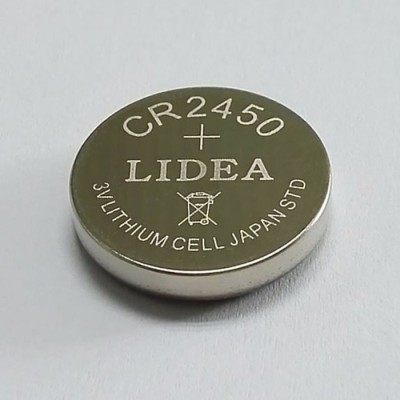 CR2450
+
LIDEA
3V LITHIUM CELL JAPAN STD